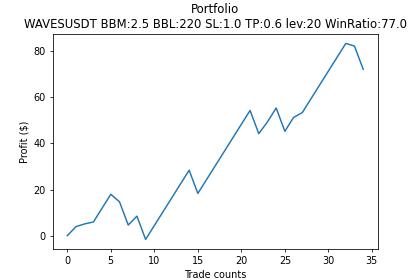 Portfolio
WAVESUSDT BBM:2.5 BBL:220 SL:1.0 TP:0.6 lev:20 WinRatio:77.0
80
60
40
20
0
Profit ($)
0 5 10 15 20 25 30 35
Trade counts